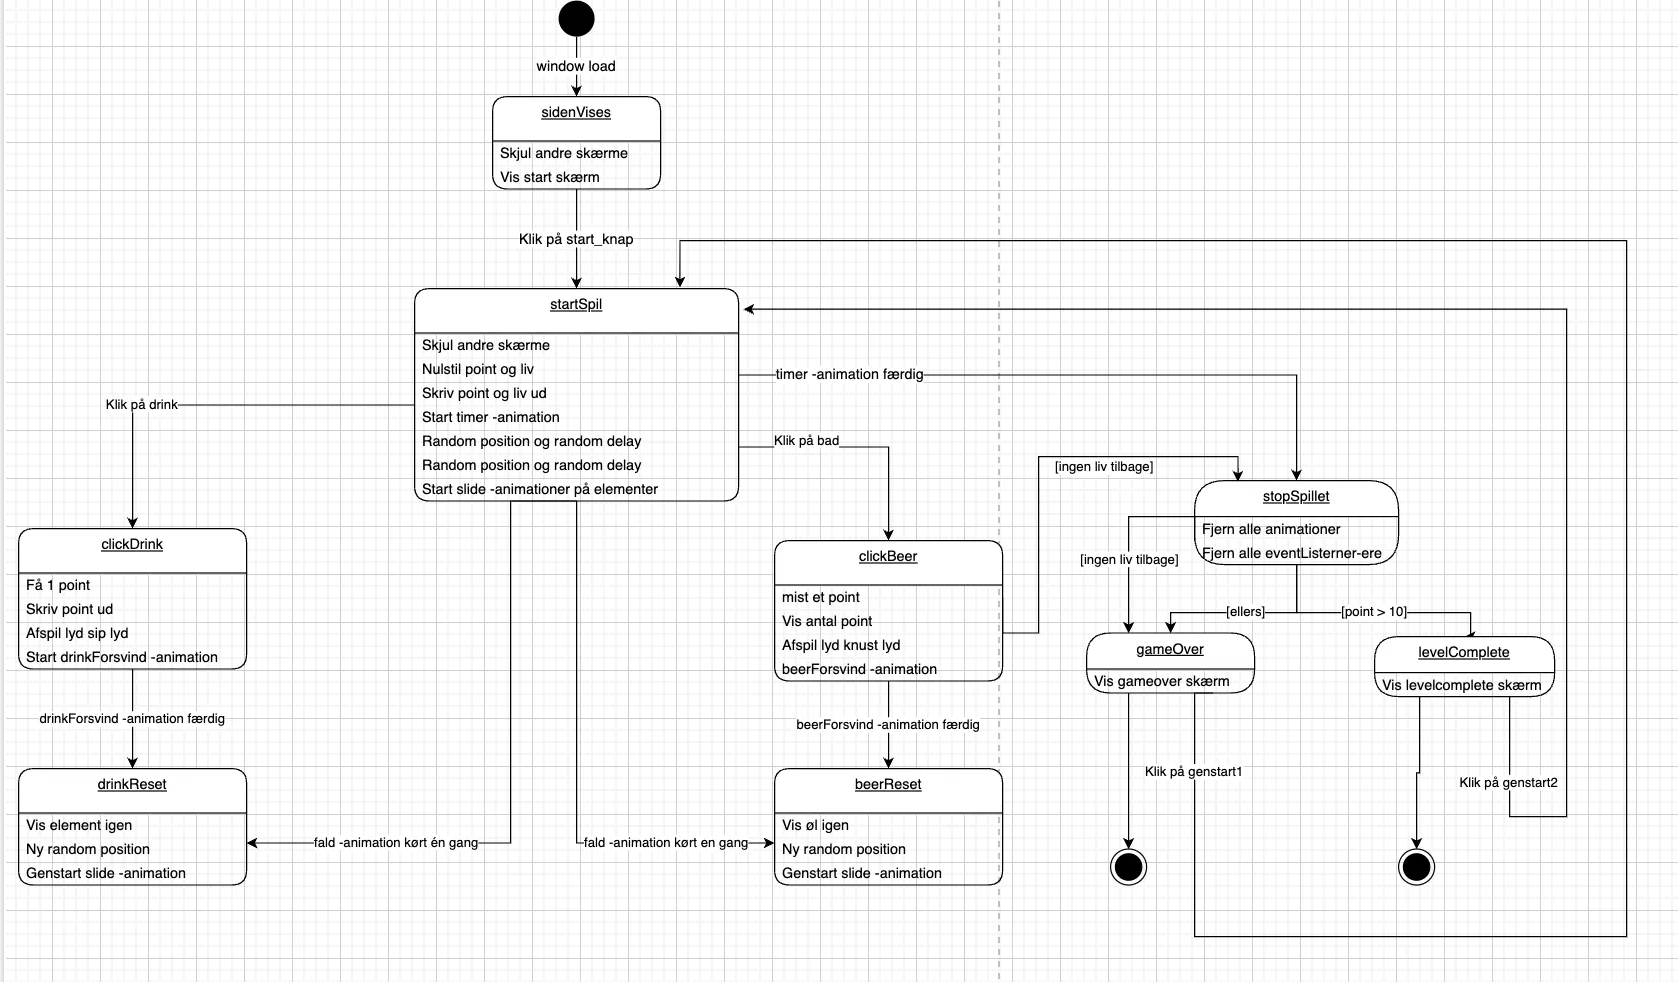 window load
sidenVises
Skjul andre skærme
Vis start skærm
Klik på start_knap
startSpil
Skjul andre skærme
Nulstil point og liv
Skriv point og liv ud
Start timer -animation
Random position og random delay
Random position og random delay
Start slide -animationer på elementer
Klik på drink
timer -animation færdig
Klik på bad
[ingen liv tilbage]
clickDrink
Få 1 point
Skriv point ud
Afspil lyd sip lyd
Start drinkForsvind -animation
clickBeer
mist et point
Vis antal point
Afspil lyd knust lyd
beerForsvind -animation
stopSpillet
Fjern alle animationer
Fjern alle eventListerner-ere
[ingen liv tilbage]
[ellers]
[point > 10]
gameOver
Vis gameover skærm
levelComplete
Vis levelcomplete skærm
drinkForsvind -animation færdig
beerForsvind -animation færdig
drinkReset
Vis element igen
Ny random position
Genstart slide -animation
fald -animation kørt én gang
fald -animation kørt en gang
beerReset
Vis øl igen
Ny random position
Genstart slide -animation
Klik på genstart1
Klik på genstart2